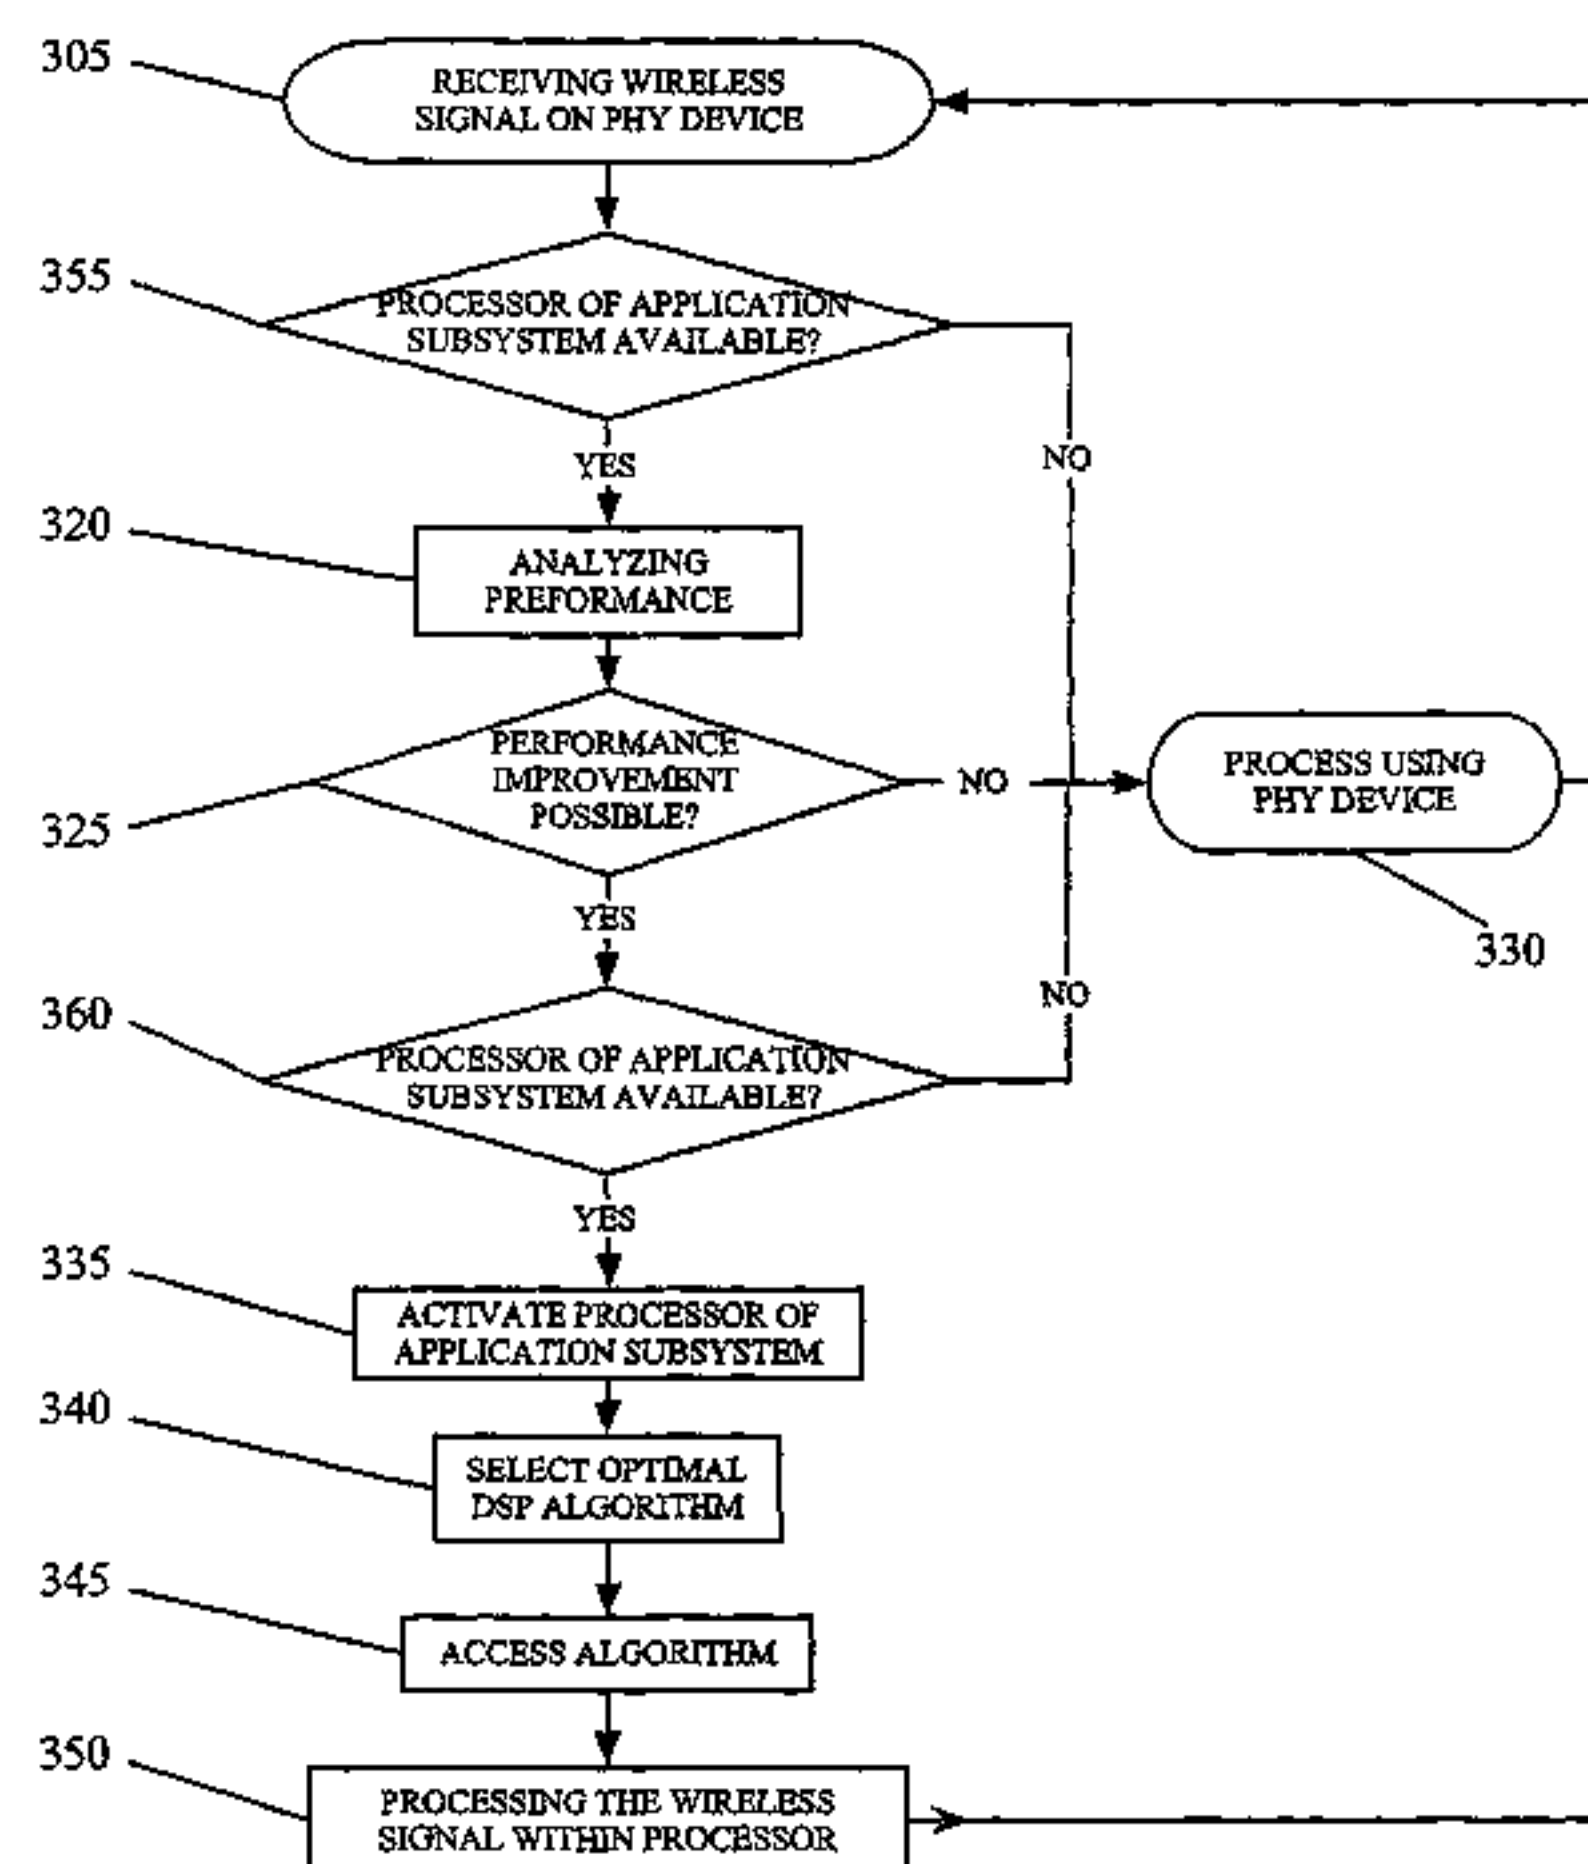 305
RECEIVING WIRELESS
SIGNAL ON PHY DEVICE
355
PROCESSOR OF APPLICATION
SUBSYSTEM AVAILABLE?
NO
YES
320
ANALYZING
PREFORMANCE
325
PERFORMANCE
IMPROVEMENT
POSSIBLE?
NO
PROCESS USING
PHY DEVICE
330
YES
360
PROCESSOR OF APPLICATION
SUBSYSTEM AVAILABLE?
NO
YES
335
ACTIVATE PROCESSOR OF
APPLICATION SUBSYSTEM
340
SELECT OPTIMAL
DSP ALGORITHM
345
ACCESS ALGORITHM
350
PROCESSING THE WIRELESS
SIGNAL WITHIN PROCESSOR